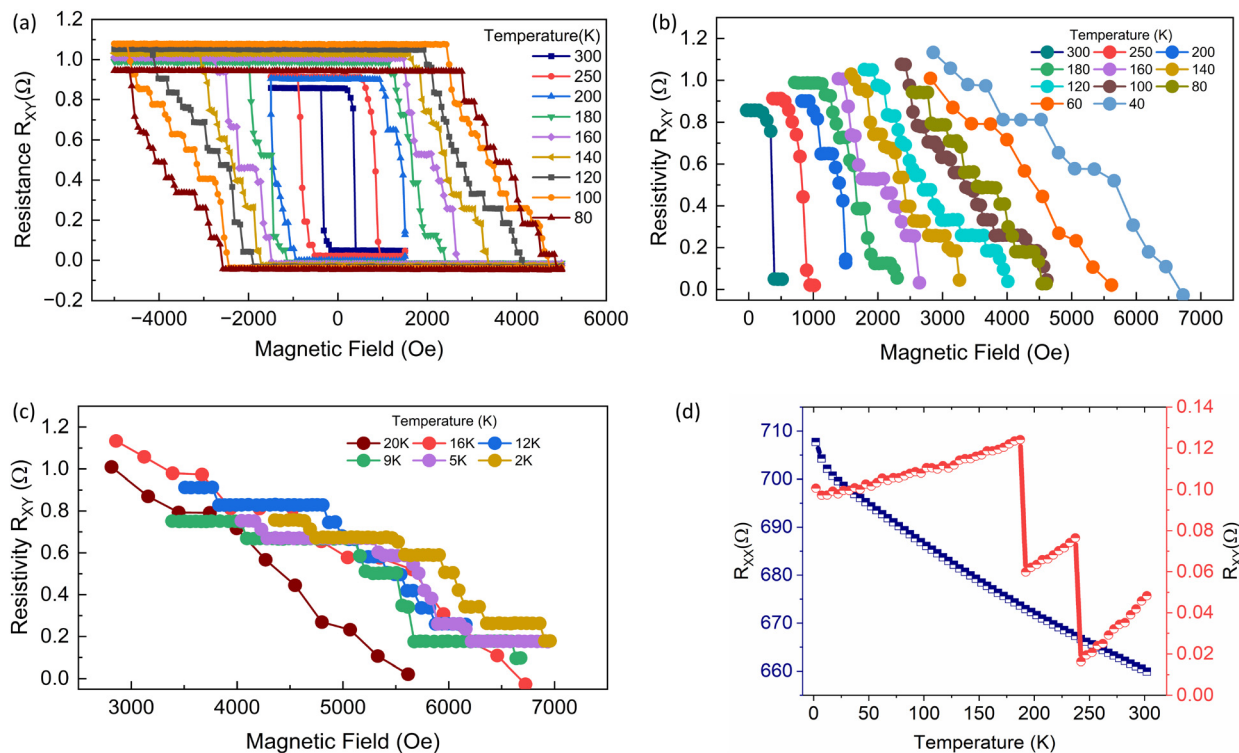 (a)
Resistance R_XY(Ω)
1.2
1.0
0.8
0.6
0.4
0.2
0.0
−0.2
−4000 −2000 0 2000 4000 6000
Magnetic Field (Oe)
Temperature(K)
300
250
200
180
160
140
120
100
80
(b)
Resistivity R_XY (Ω)
1.2
1.0
0.8
0.6
0.4
0.2
0.0
0 1000 2000 3000 4000 5000 6000 7000
Magnetic Field (Oe)
Temperature (K)
300 250 200
180 160 140
120 100 80
60 40
(c)
Resistivity R_XY (Ω)
1.2
1.0
0.8
0.6
0.4
0.2
0.0
3000 4000 5000 6000 7000
Magnetic Field (Oe)
Temperature (K)
20K 16K 12K
9K 5K 2K
(d)
R_XX(Ω)
710
700
690
680
670
660
0 50 100 150 200 250 300
Temperature (K)
0.14
0.12
0.10
0.08
0.06
0.04
0.02
0.00
R_XY(Ω)